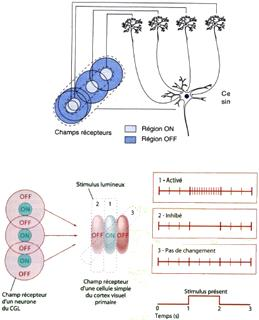 Ce
sin
Champs récepteurs
Région ON
Région OFF
OFF
ON
OFF
ON
OFF
ON
OFF
Stimulus lumineux
2
1
3
OFF
ON
OFF
Champ récepteur
d'un neurone
du CGL
Champ récepteur
d'une cellule simple
du cortex visuel
primaire
1 - Activé
2 - Inhibé
3 - Pas de changement
Stimulus présent
0
1
2
3
Temps (s)